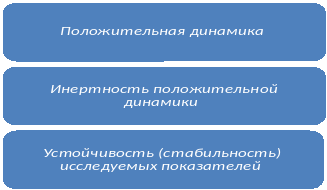 Положительная динамика
Инертность положительной
динамики
Устойчивость (стабильность)
исследуемых показателей